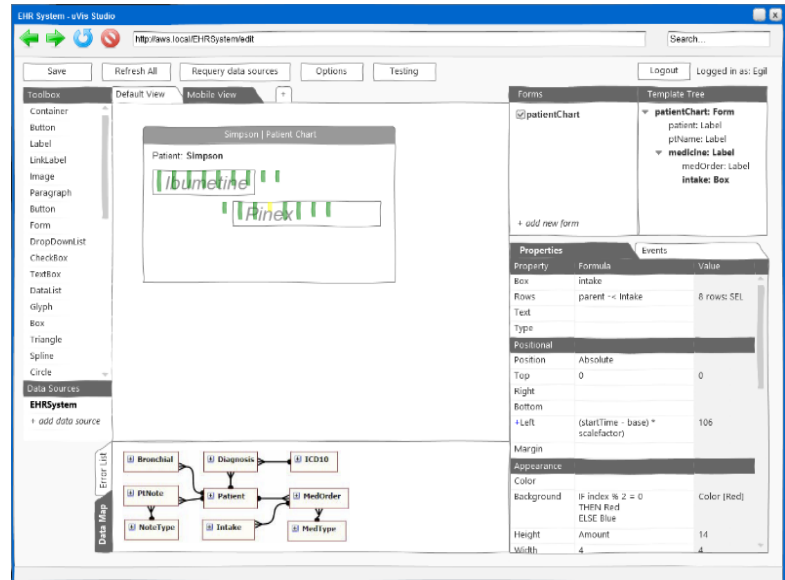 EHR System - uVis Studio
http://aws.local/EHRSystem/edit
Search...
Save
Refresh All
Requery data sources
Options
Testing
Logout
Logged in as: Egil
Toolbox
Container
Button
Label
LinkLabel
Image
Paragraph
Button
Form
DropDownList
CheckBox
TextBox
DataList
Glyph
Box
Triangle
Spline
Circle
Data Sources
EHRSystem
+ add data source
Default View
Mobile View
+
Simpson | Patient Chart
Patient: Simpson
Ibumetine
Pinex
Error List
Data Map
Bronchial
Diagnosis
ICD10
PtNote
Patient
MedOrder
NoteType
Intake
MedType
Forms
patientChart
+ add new form
Template Tree
patientChart: Form
patient: Label
ptName: Label
medicine: Label
medOrder: Label
intake: Box
Properties
Events
Property Formula Value
Box intake
Rows parent -< Intake 8 rows: SEL
Text
Type
Positional
Position Absolute
Top 0 0
Right
Bottom
+Left (startTime - base) * 106
scalefactor)
Margin
Appearance
Color
Background IF index % 2 = 0 Color [Red]
THEN Red
ELSE Blue
Height Amount 14
Width 4 4